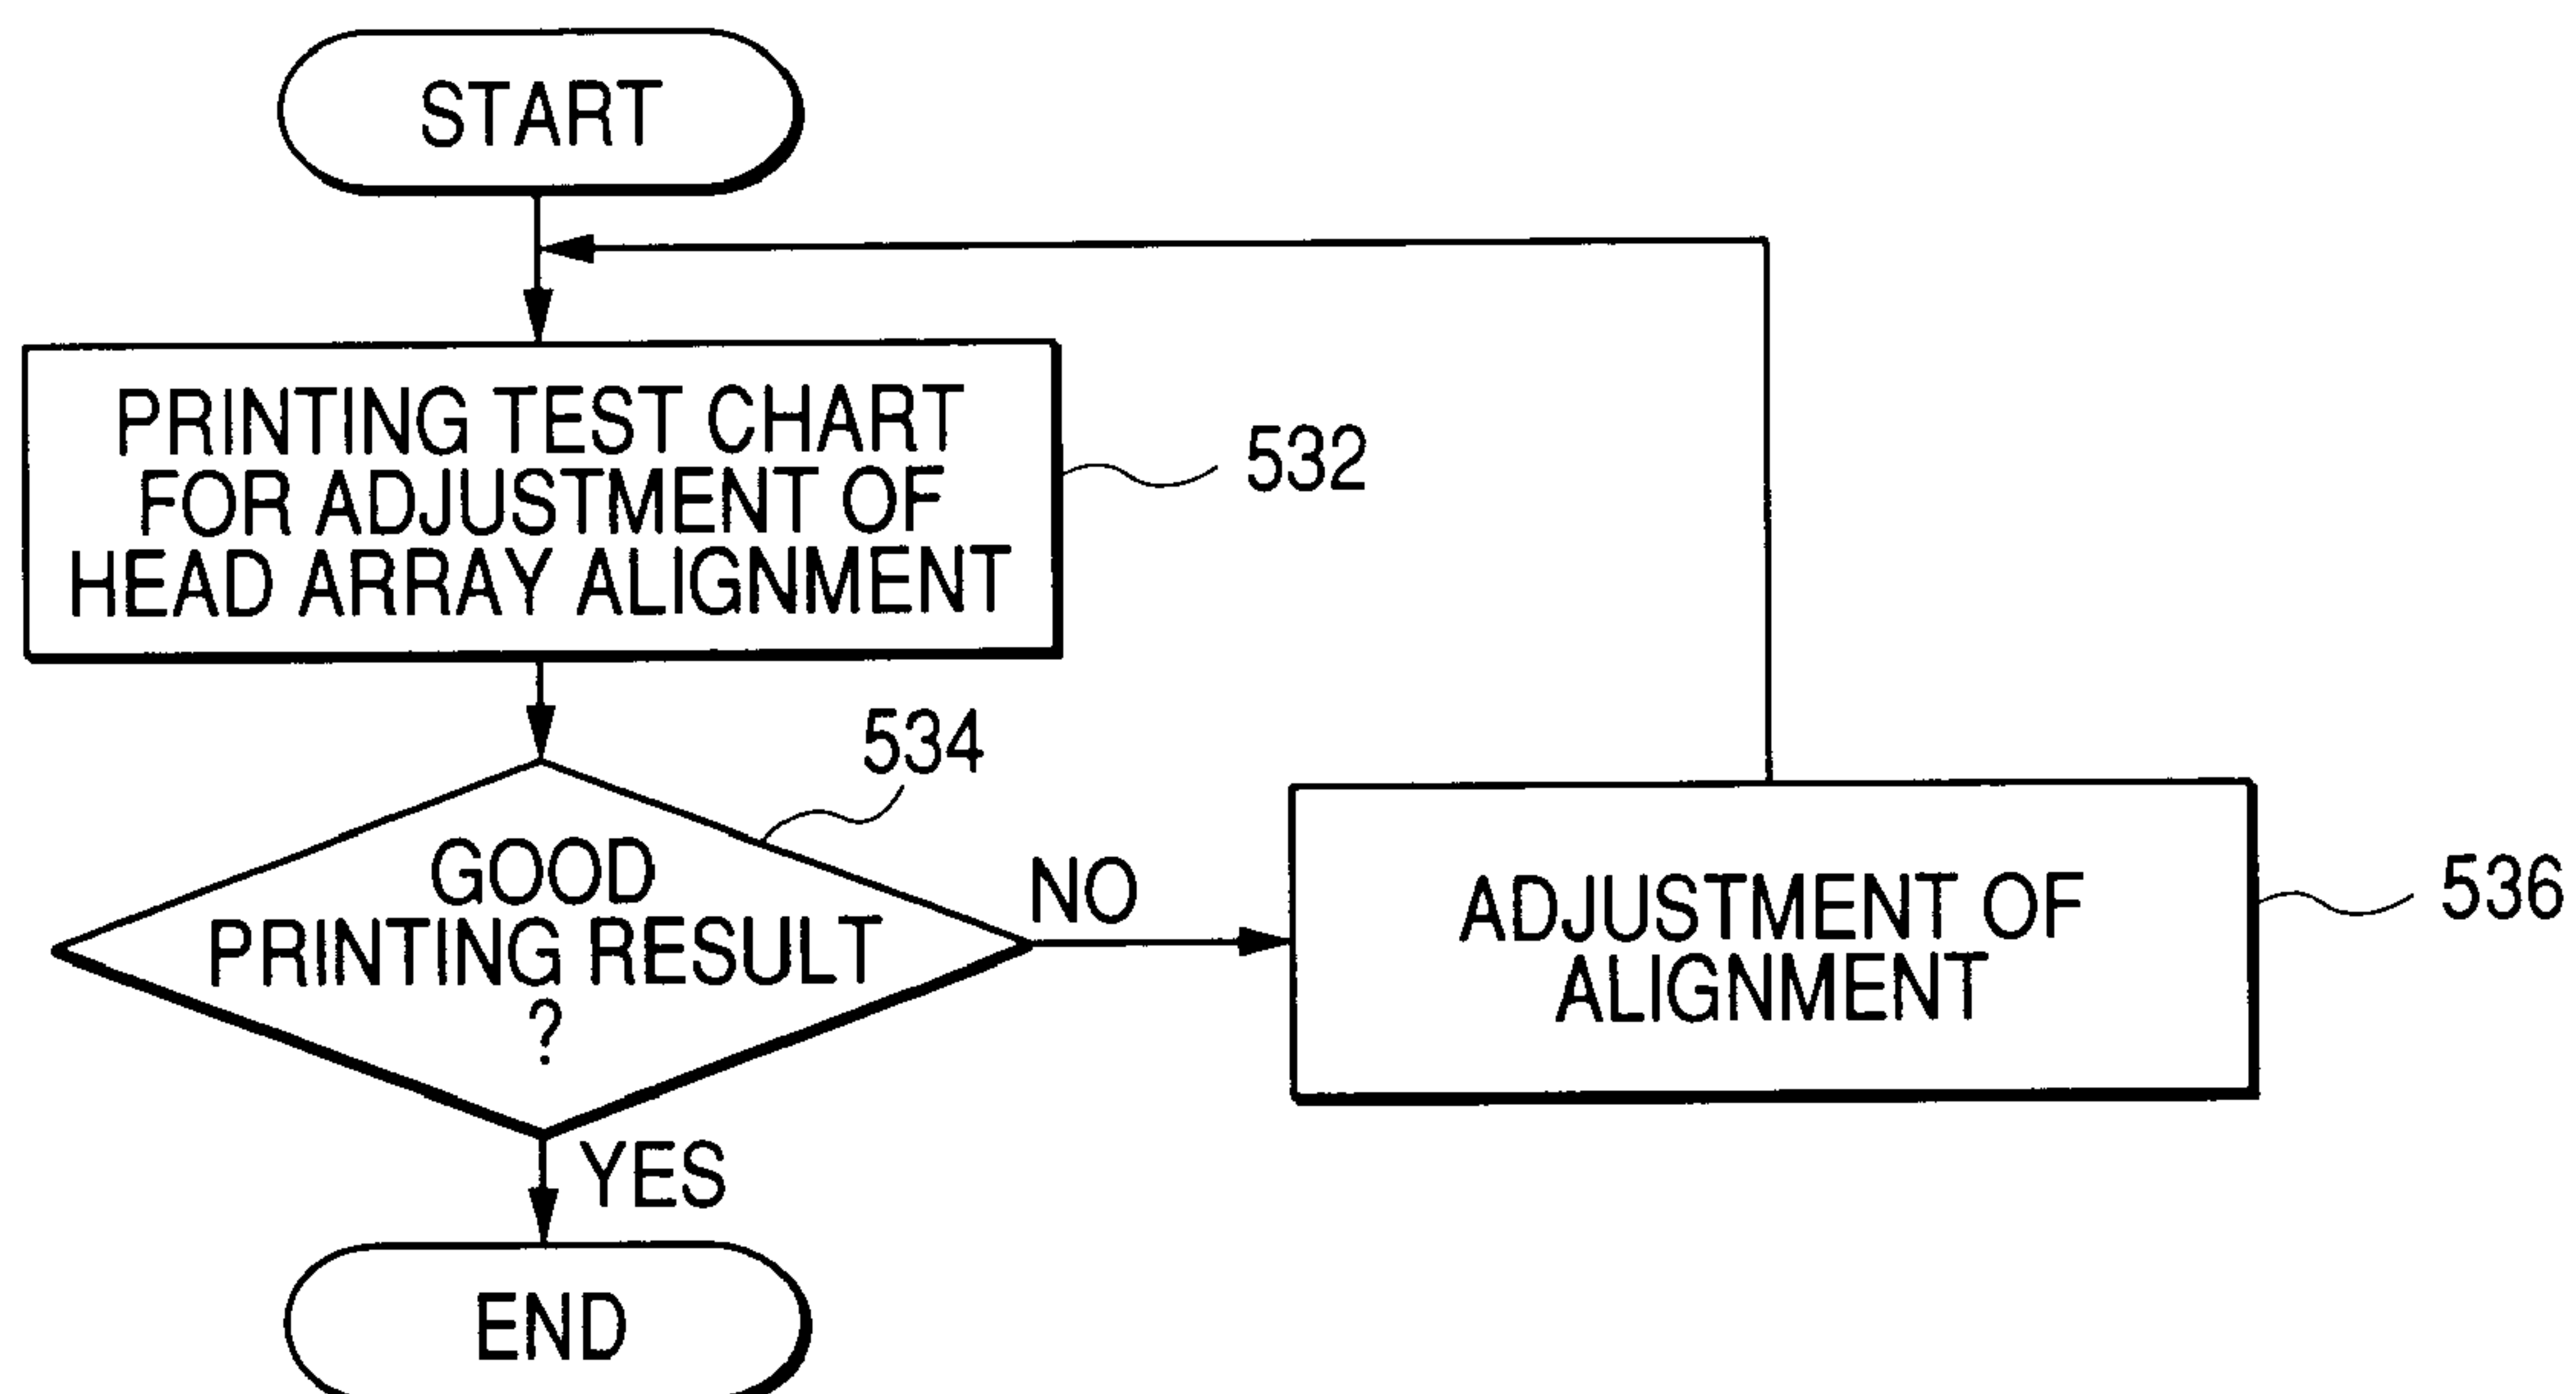 START
PRINTING TEST CHART
FOR ADJUSTMENT OF
HEAD ARRAY ALIGNMENT
532
534
GOOD
PRINTING RESULT
?
NO
ADJUSTMENT OF
ALIGNMENT
536
YES
END